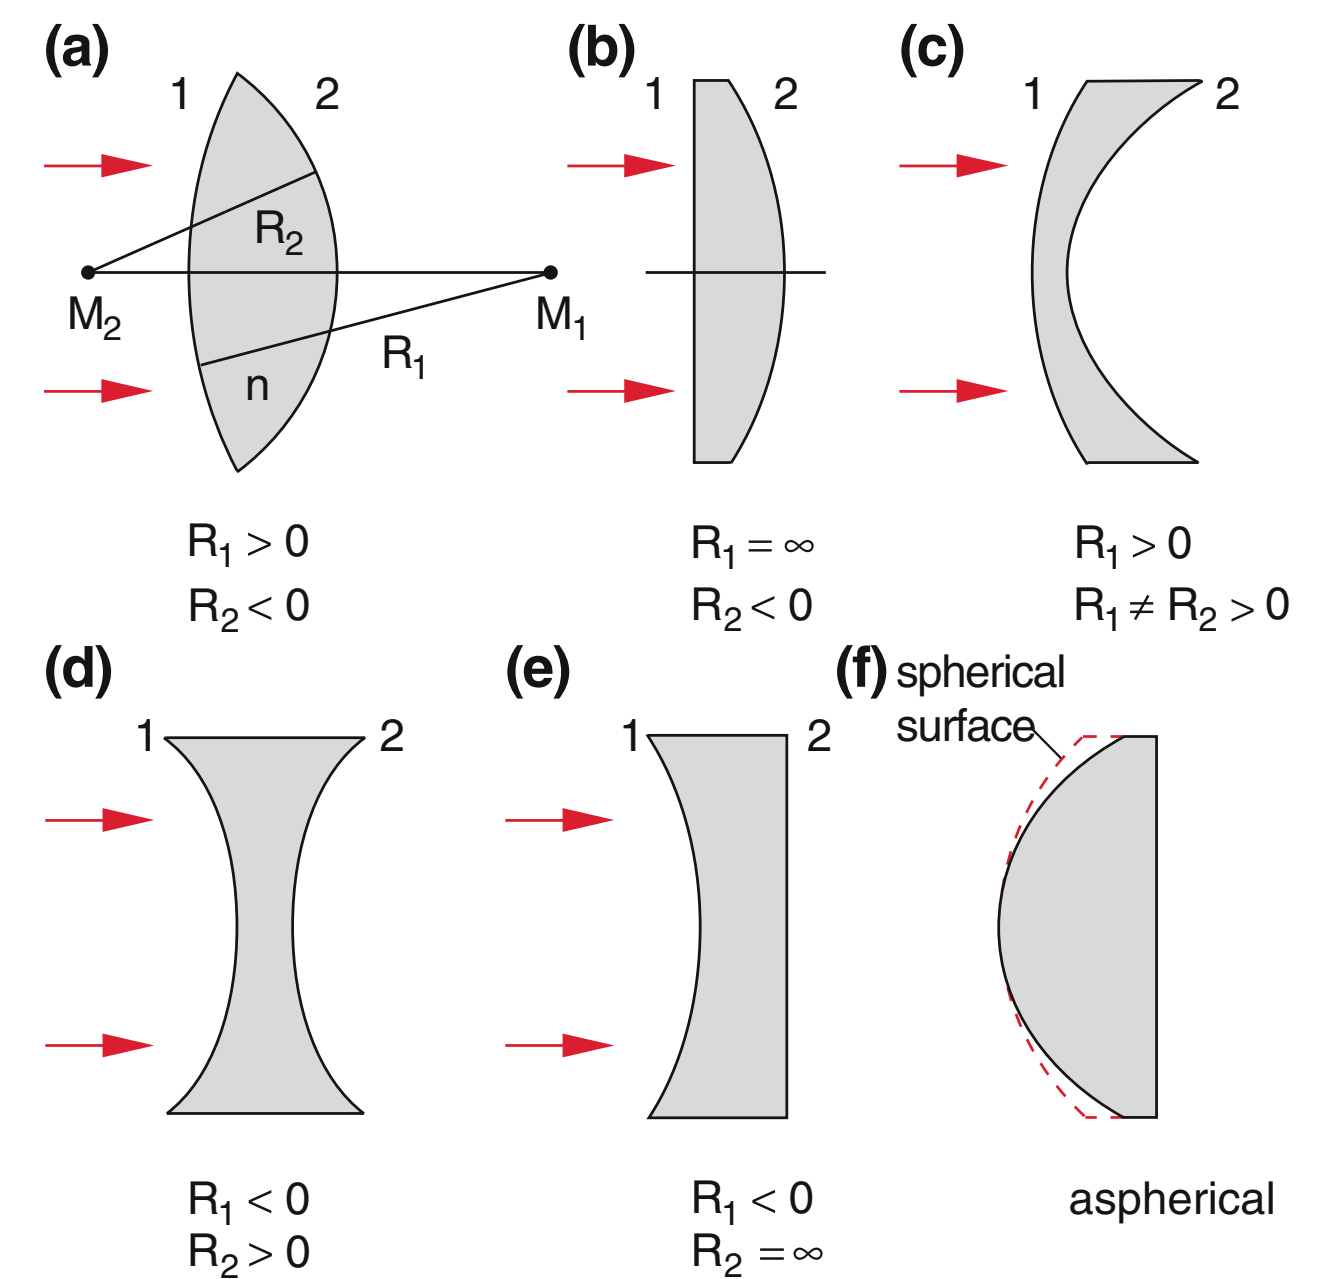 (a)
1 2
R₂
M₂ M₁
R₁
n
R₁ > 0
R₂ < 0
(b)
1 2
R₁ = ∞
R₂ < 0
(c)
1 2
R₁ > 0
R₁ ≠ R₂ > 0
(d)
1 2
R₁ < 0
R₂ > 0
(e)
1 2
R₁ < 0
R₂ = ∞
(f) spherical
surface
aspherical